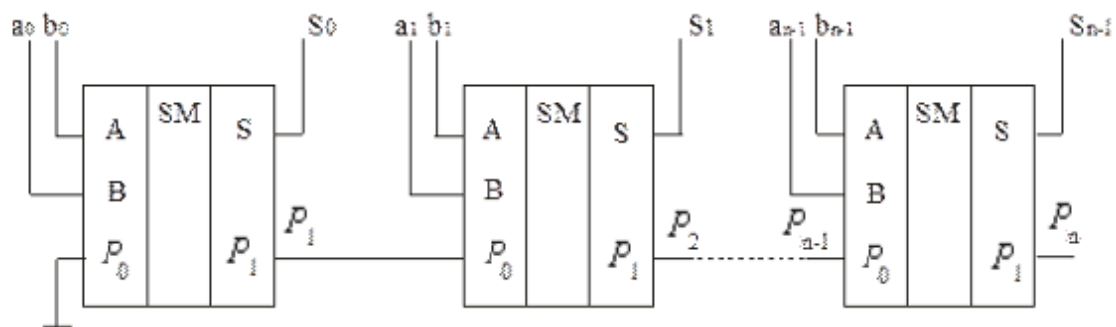 a0 b0 S0 a1 b1 S1 an-1 bn-1 Sn-1
A SM S A SM S A SM S
B B B
P1 P2 Pn-1 Pn
P0 P1 P0 P1 P0 P1